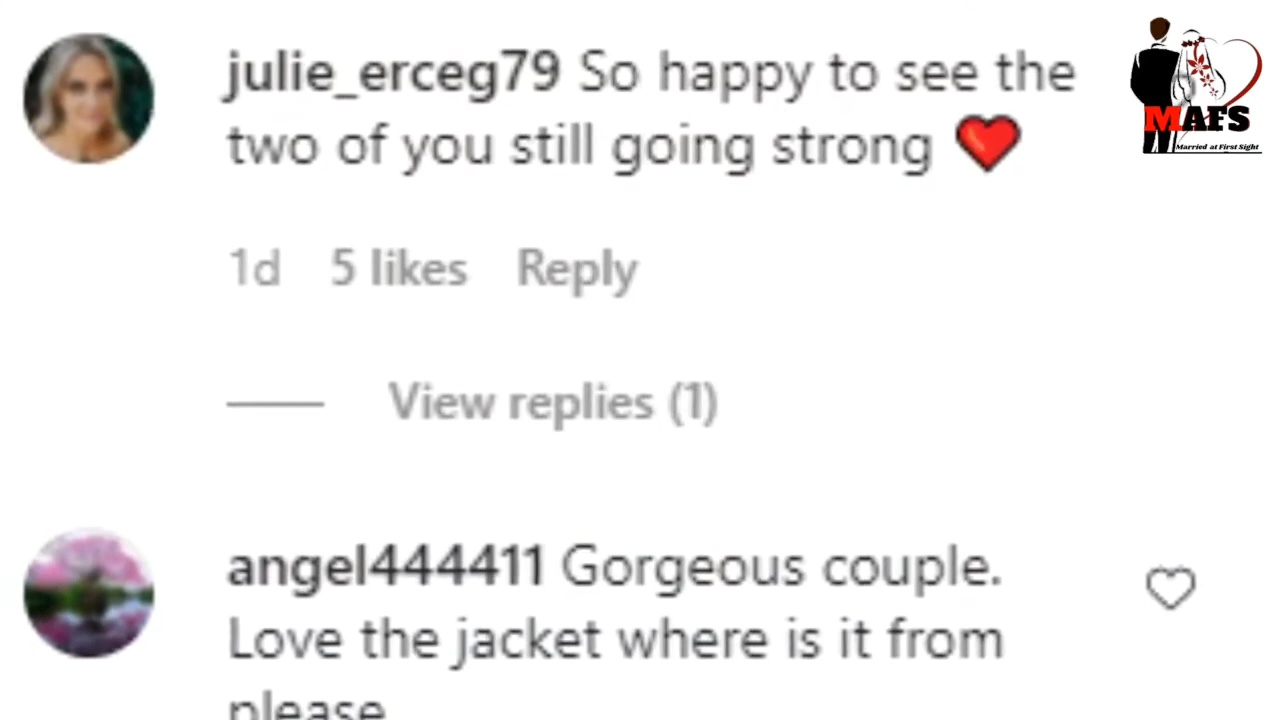 julie_erceg79 So happy to see the
two of you still going strong ❤️
MAFS
Married at First Sight
1d 5 likes Reply
View replies (1)
angel444411 Gorgeous couple.
Love the jacket where is it from
please